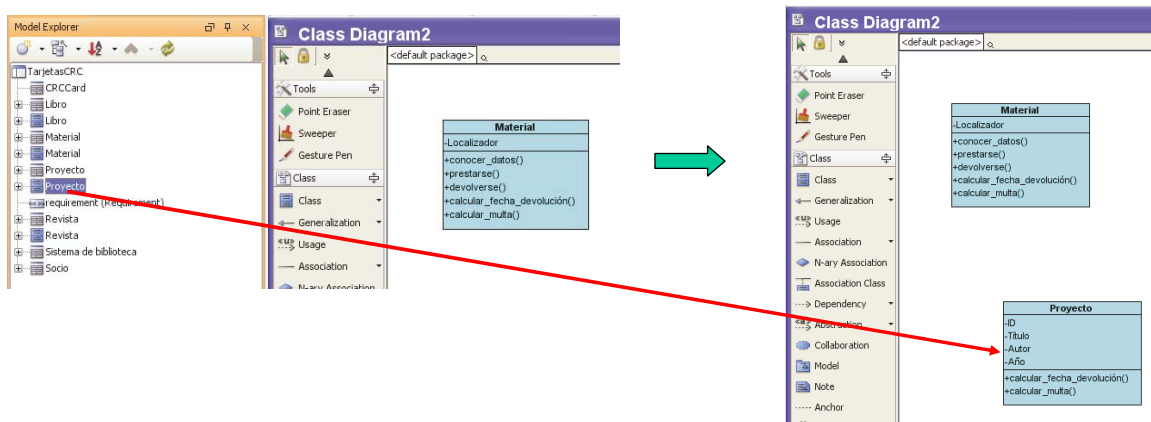 Model Explorer
TarjetasCRC
CRCCard
Libro
Libro
Material
Material
Proyecto
Proyecto
requirement (Requirement)
Revista
Revista
Sistema de biblioteca
Socio
Class Diagram2
<default package>
Tools
Point Eraser
Sweeper
Gesture Pen
Class
Class
Generalization
Usage
Association
N-ary Association
Material
-Localizador
+conocer_datos()
+prestarse()
+devolverse()
+calcular_fecha_devolución()
+calcular_multa()
Class Diagram2
<default package>
Tools
Point Eraser
Sweeper
Gesture Pen
Class
Class
Generalization
Usage
Association
N-ary Association
Association Class
Dependency
Abstraction
Collaboration
Model
Note
Anchor
Material
-Localizador
+conocer_datos()
+prestarse()
+devolverse()
+calcular_fecha_devolución()
+calcular_multa()
Proyecto
-ID
-Título
-Autor
-Año
+calcular_fecha_devolución()
+calcular_multa()